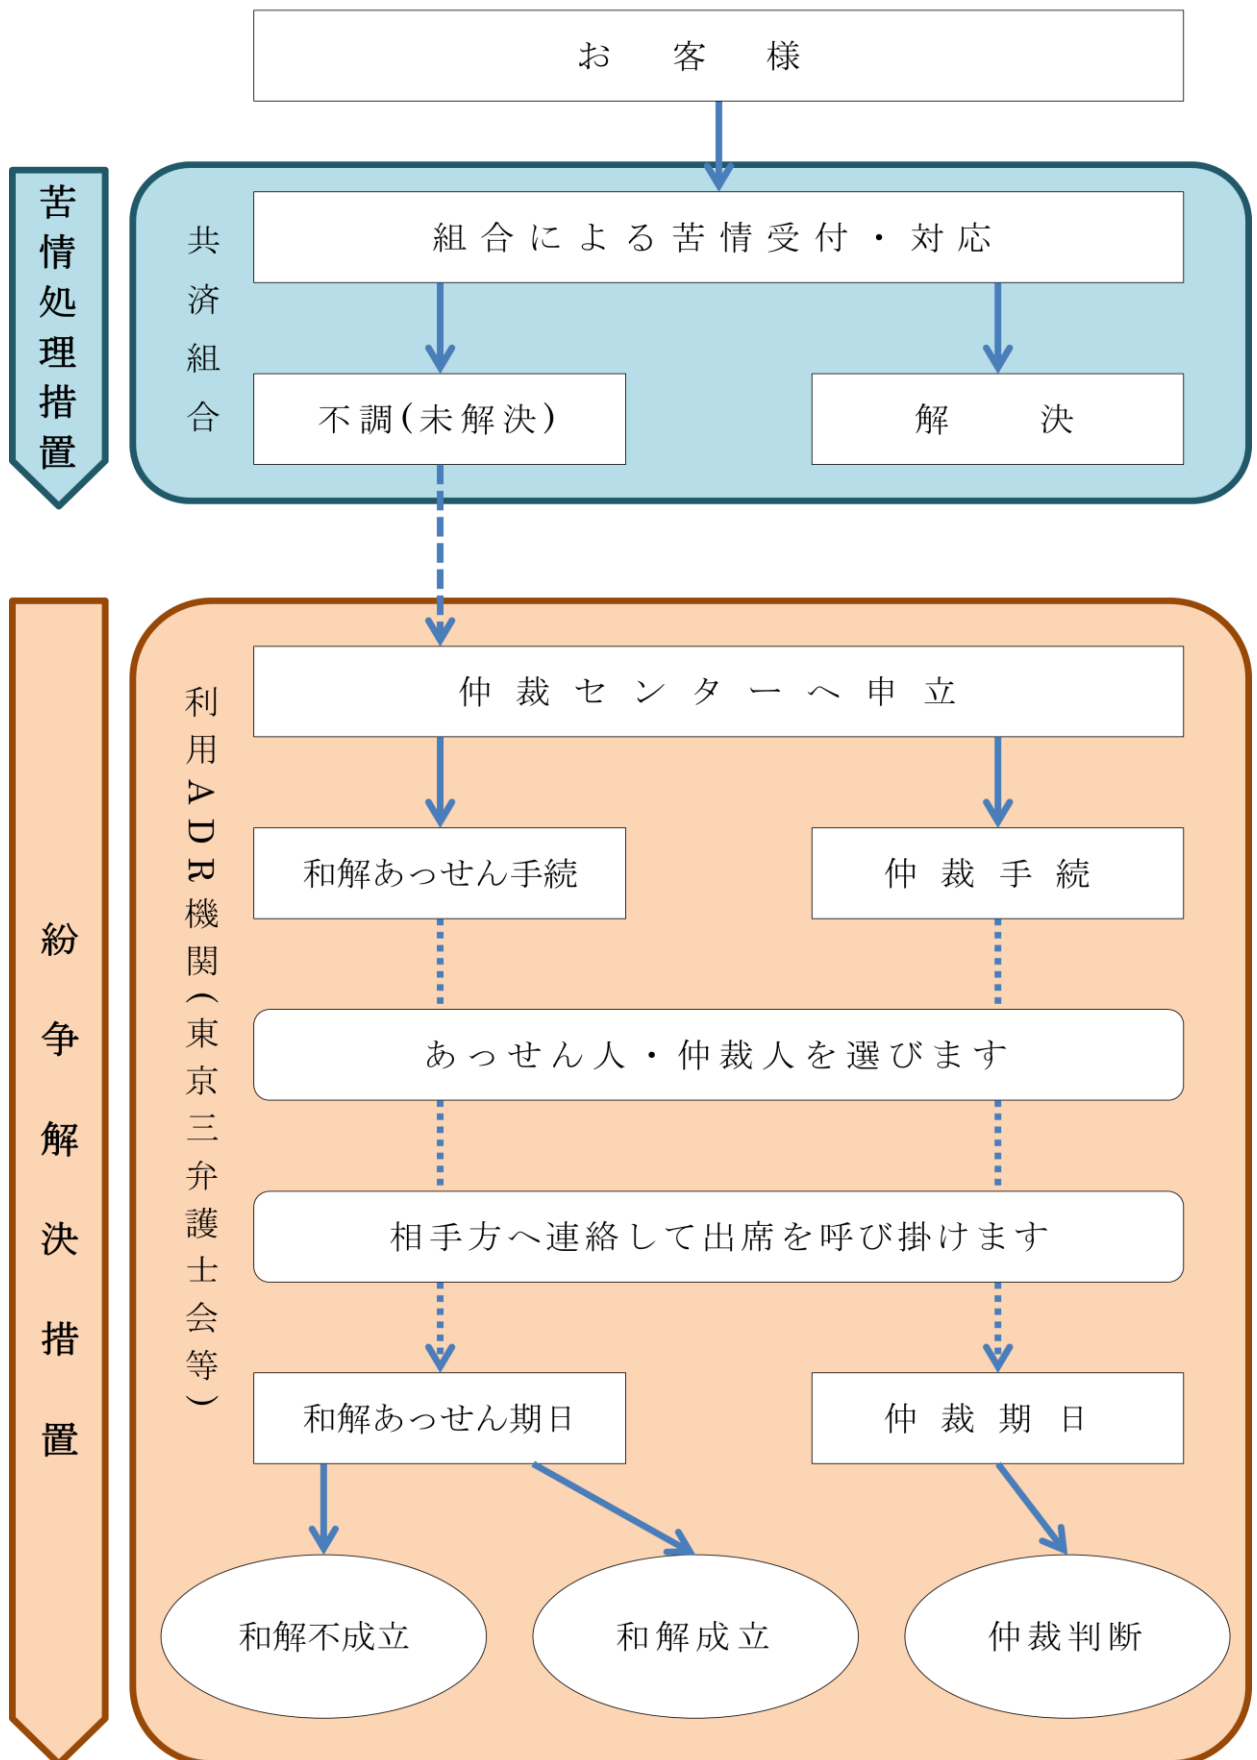 お客様
苦情処理措置
共済組合
組合による苦情受付・対応
不調(未解決)
解決
紛争解決措置
利用ADR機関(東京三弁護士会等)
仲裁センターへ申立
和解あっせん手続
仲裁手続
あっせん人・仲裁人を選びます
相手方へ連絡して出席を呼び掛けます
和解あっせん期日
仲裁期日
和解不成立
和解成立
仲裁判断